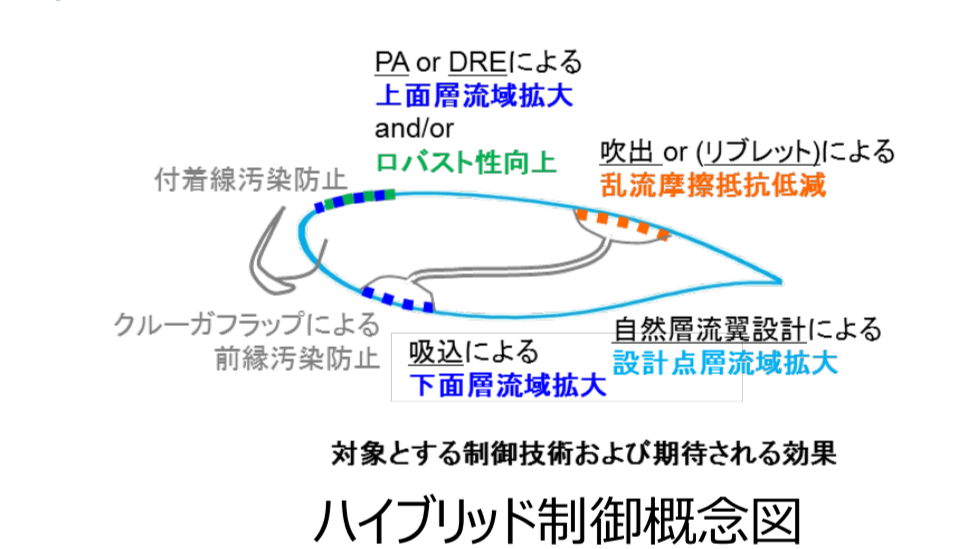 PA or DREによる
上面層流域拡大
and/or
ロバスト性向上
吹出 or (リブレット)による
乱流摩擦抵抗低減
付着線汚染防止
クルーガフラップによる
前縁汚染防止
吸込による
下面層流域拡大
自然層流翼設計による
設計点層流域拡大
対象とする制御技術および期待される効果
ハイブリッド制御概念図